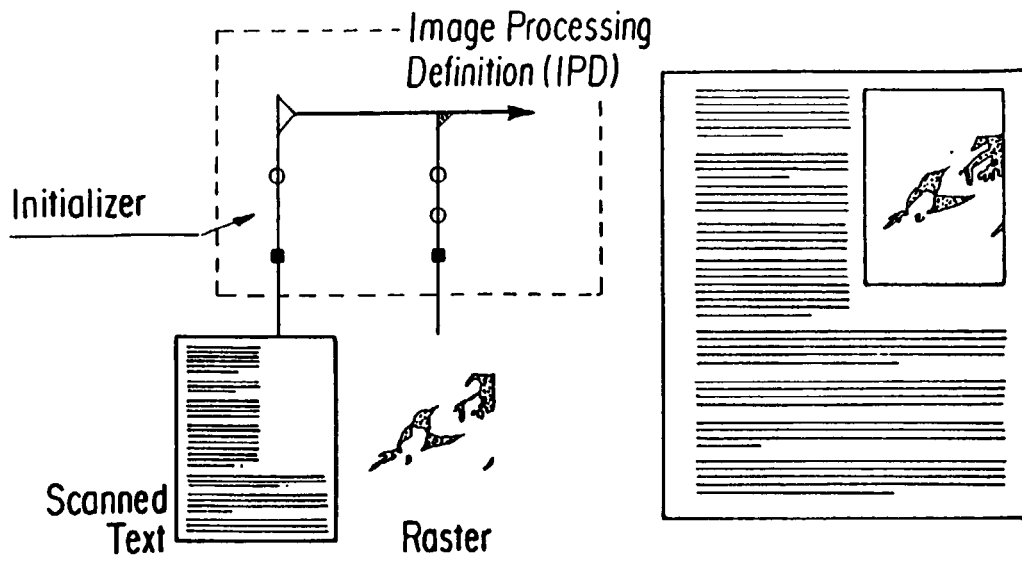 Image Processing
Definition (IPD)
Initializer
Scanned
Text
Raster